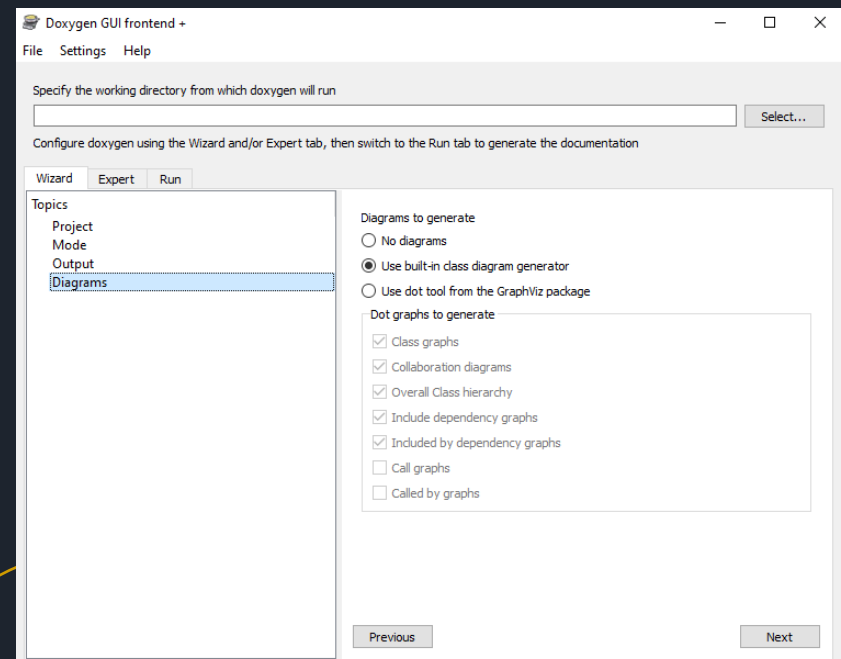 Doxygen GUI frontend +
File Settings Help
Specify the working directory from which doxygen will run
Select...
Configure doxygen using the Wizard and/or Expert tab, then switch to the Run tab to generate the documentation
Wizard Expert Run
Topics
Project
Mode
Output
Diagrams
Diagrams to generate
No diagrams
Use built-in class diagram generator
Use dot tool from the GraphViz package
Dot graphs to generate
Class graphs
Collaboration diagrams
Overall Class hierarchy
Include dependency graphs
Included by dependency graphs
Call graphs
Called by graphs
Previous Next